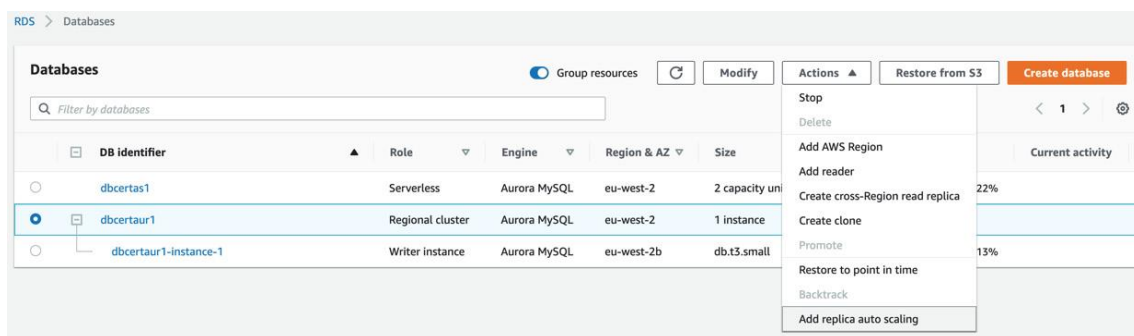 RDS > Databases
Databases
Group resources
Modify
Actions ▲
Restore from S3
Create database
Filter by databases
< 1 >
DB identifier ▲
Role
Engine
Region & AZ
Size
Current activity
dbcertas1
Serverless
Aurora MySQL
eu-west-2
2 capacity uni
22%
dbcertaur1
Regional cluster
Aurora MySQL
eu-west-2
1 instance
dbcertaur1-instance-1
Writer instance
Aurora MySQL
eu-west-2b
db.t3.small
13%
Stop
Delete
Add AWS Region
Add reader
Create cross-Region read replica
Create clone
Promote
Restore to point in time
Backtrack
Add replica auto scaling